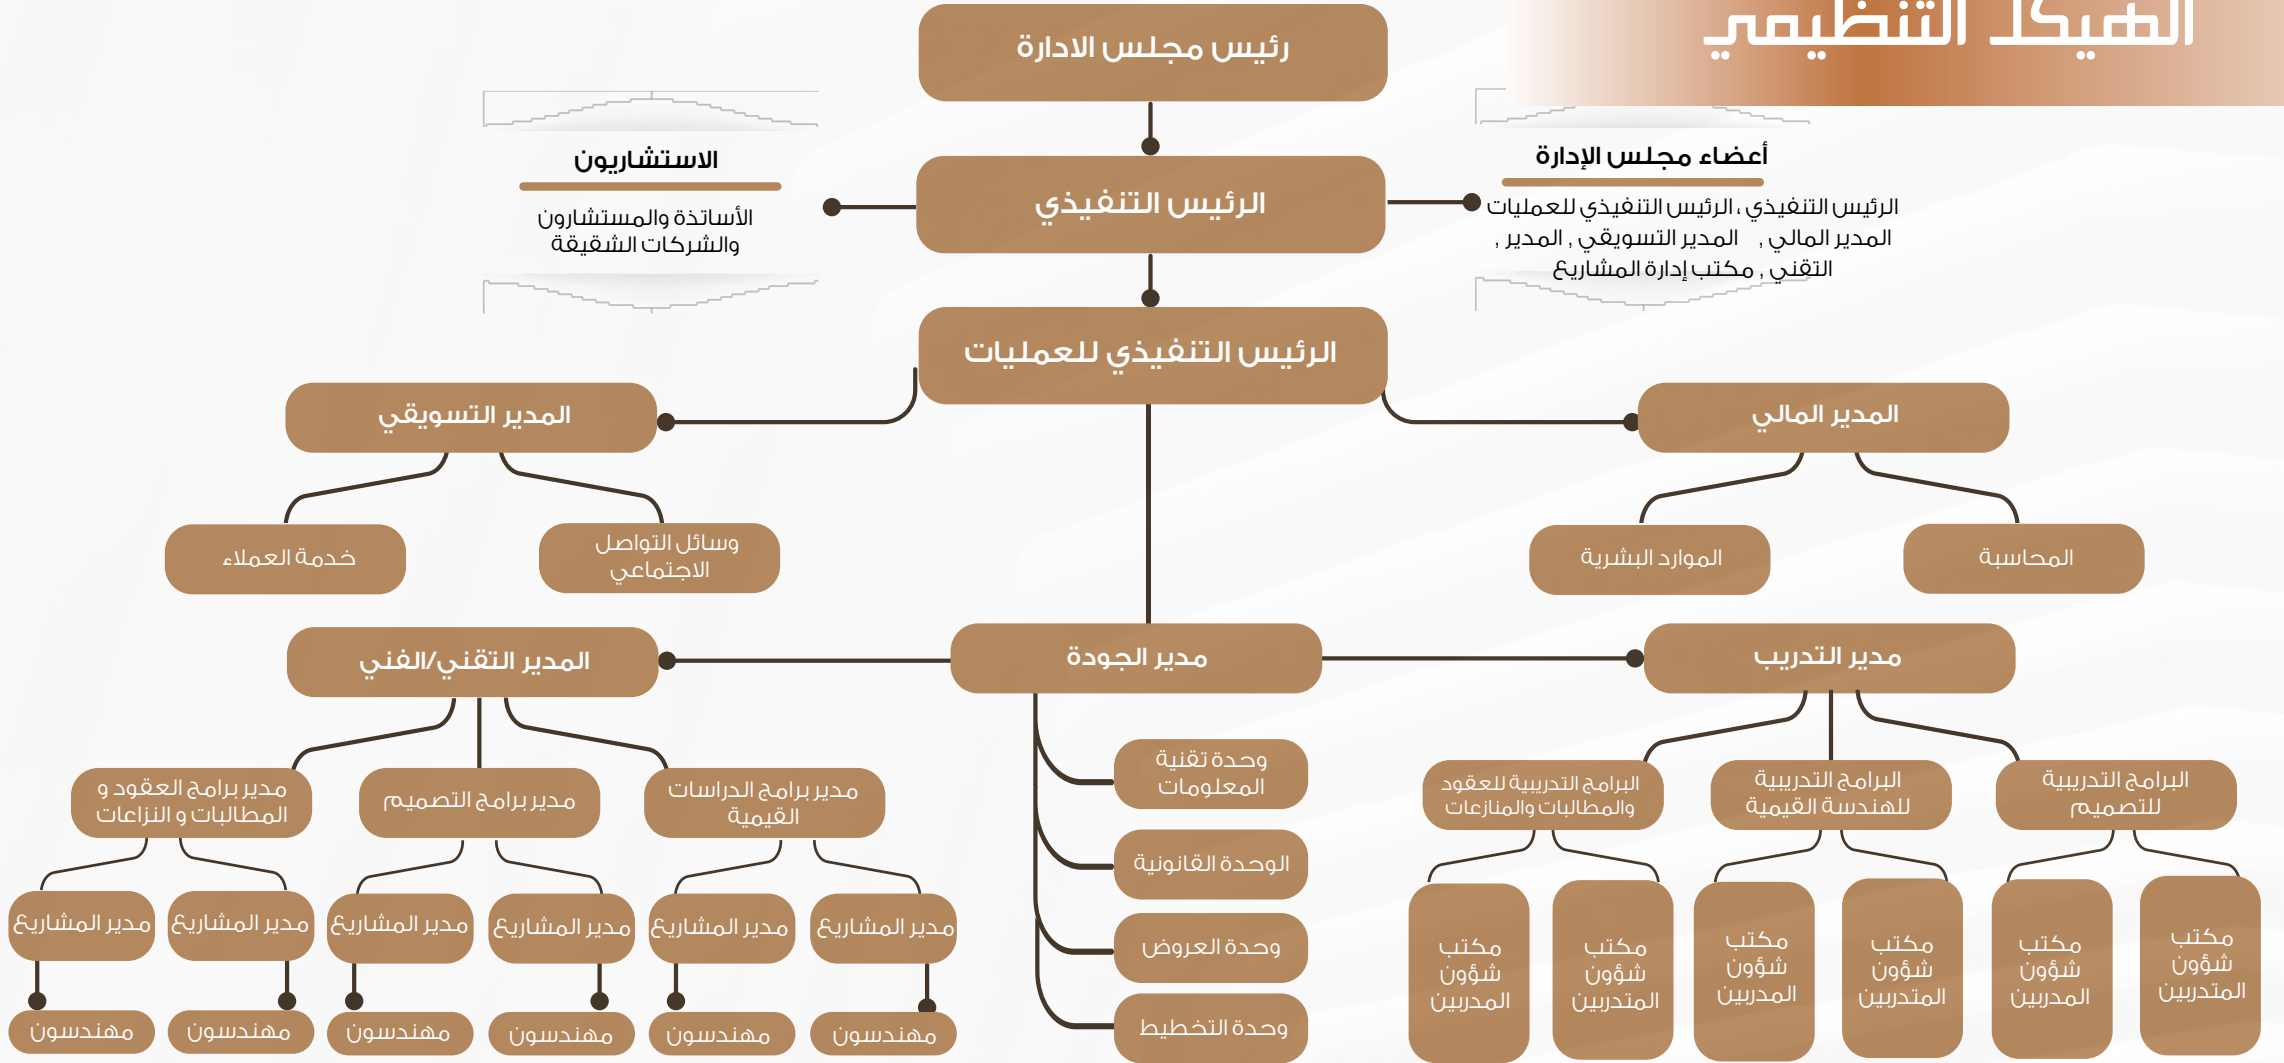 الهيكل التنظيمي
رئيس مجلس الادارة
أعضاء مجلس الإدارة
الرئيس التنفيذي ، الرئيس التنفيذي للعمليات
المدير المالي , المدير التسويقي , المدير ,
التقني , مكتب إدارة المشاريع
الرئيس التنفيذي
الاستشاريون
الأساتذة والمستشارون
والشركات الشقيقة
الرئيس التنفيذي للعمليات
المدير المالي
المدير التسويقي
المحاسبة
الموارد البشرية
وسائل التواصل
الاجتماعي
خدمة العملاء
مدير التدريب
مدير الجودة
المدير التقني/الفني
البرامج التدريبية
للتصميم
البرامج التدريبية
للهندسة القيمية
البرامج التدريبية للعقود
والمطالبات والمنازعات
وحدة تقنية
المعلومات
الوحدة القانونية
وحدة العروض
وحدة التخطيط
مدير برامج الدراسات
القيمية
مدير برامج التصميم
مدير برامج العقود و
المطالبات و النزاعات
مكتب
شؤون
المتدربين
مكتب
شؤون
المدربين
مكتب
شؤون
المتدربين
مكتب
شؤون
المدربين
مكتب
شؤون
المتدربين
مكتب
شؤون
المدربين
مدير المشاريع
مدير المشاريع
مدير المشاريع
مدير المشاريع
مدير المشاريع
مدير المشاريع
مهندسون
مهندسون
مهندسون
مهندسون
مهندسون
مهندسون